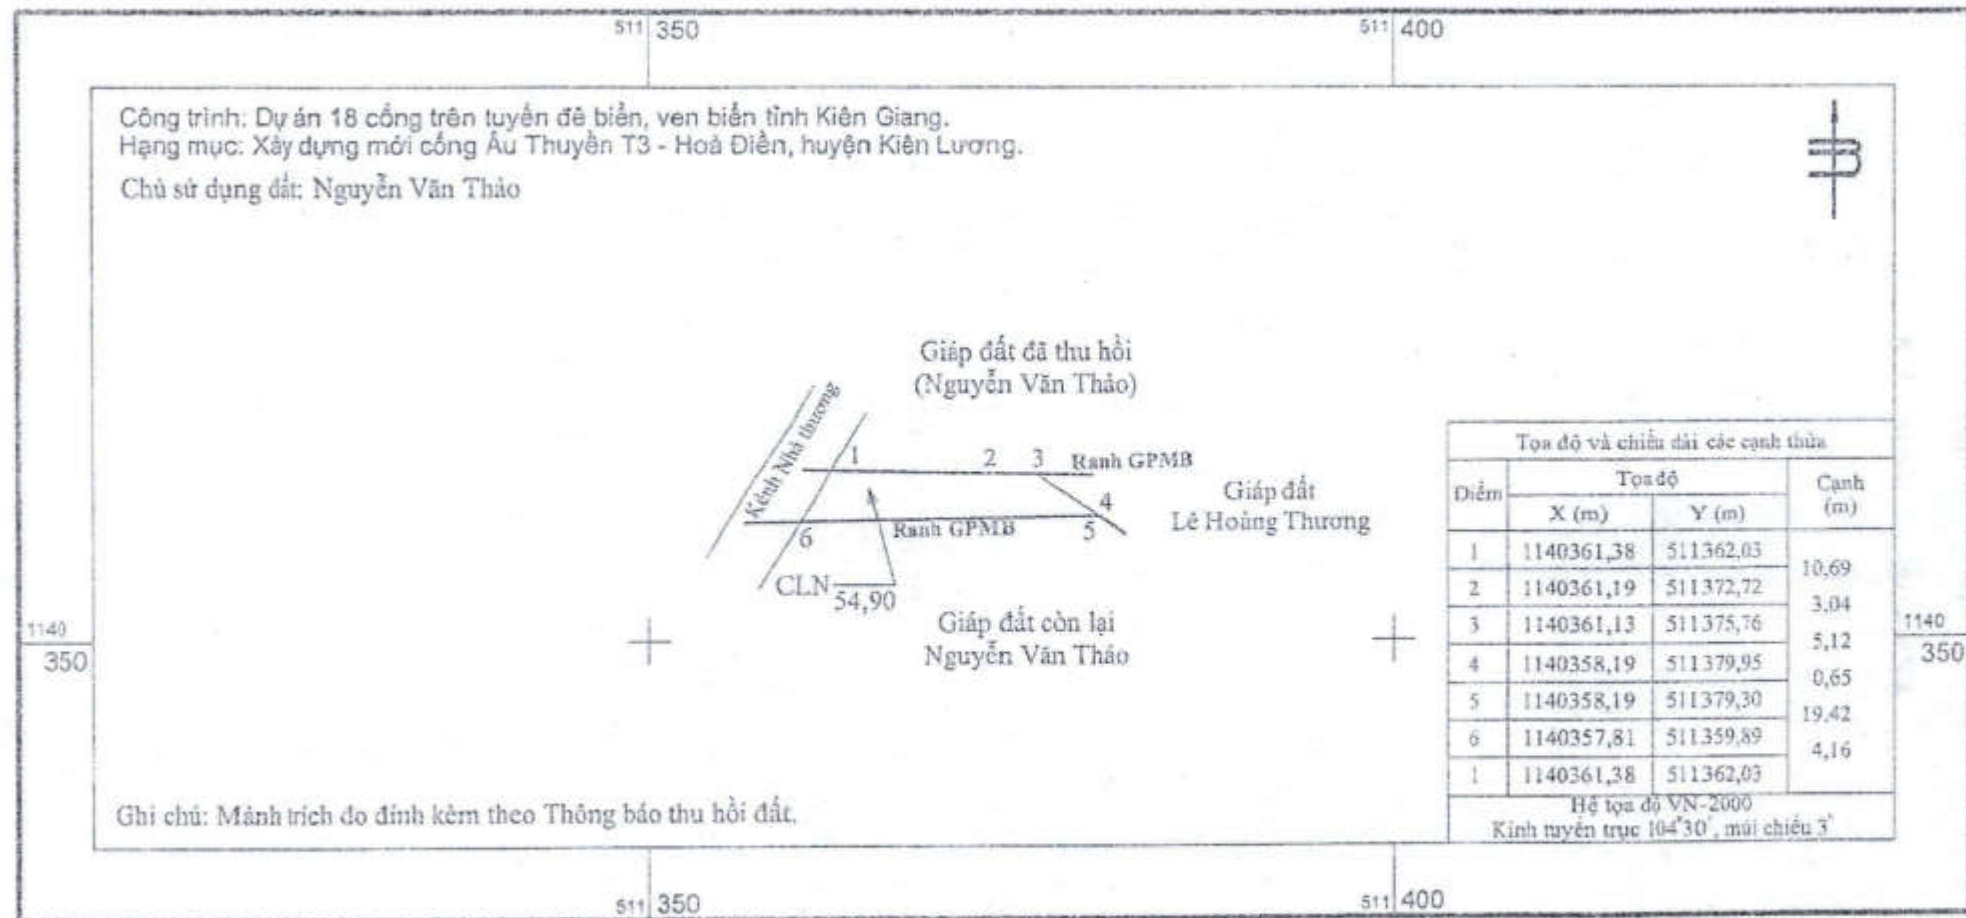 511 350
511 400
Công trình: Dự án 18 cống trên tuyến đê biển, ven biển tỉnh Kiên Giang.
Hạng mục: Xây dựng mới cống Âu Thuyền T3 - Hoà Điền, huyện Kiên Lương.
Chủ sử dụng đất: Nguyễn Văn Thảo
Giáp đất đã thu hồi
(Nguyễn Văn Thảo)
Kênh Nhà thương
1 2 3 Ranh GPMB
4
Giáp đất
Lê Hoàng Thương
6 Ranh GPMB 5
CLN
54,90
Giáp đất còn lại
Nguyễn Văn Thảo
1140
350
1140
350
Tọa độ và chiều dài các cạnh thửa
Điểm Tọa độ Cạnh (m)
X (m) Y (m)
1 1140361,38 511362,03
10,69
2 1140361,19 511372,72
3,04
3 1140361,13 511375,76
5,12
4 1140358,19 511379,95
0,65
5 1140358,19 511379,30
19,42
6 1140357,81 511359,89
4,16
1 1140361,38 511362,03
Hệ tọa độ VN-2000
Kinh tuyến trục 104°30', múi chiếu 3°
Ghi chú: Mảnh trích đo đính kèm theo Thông báo thu hồi đất.
511 350
511 400